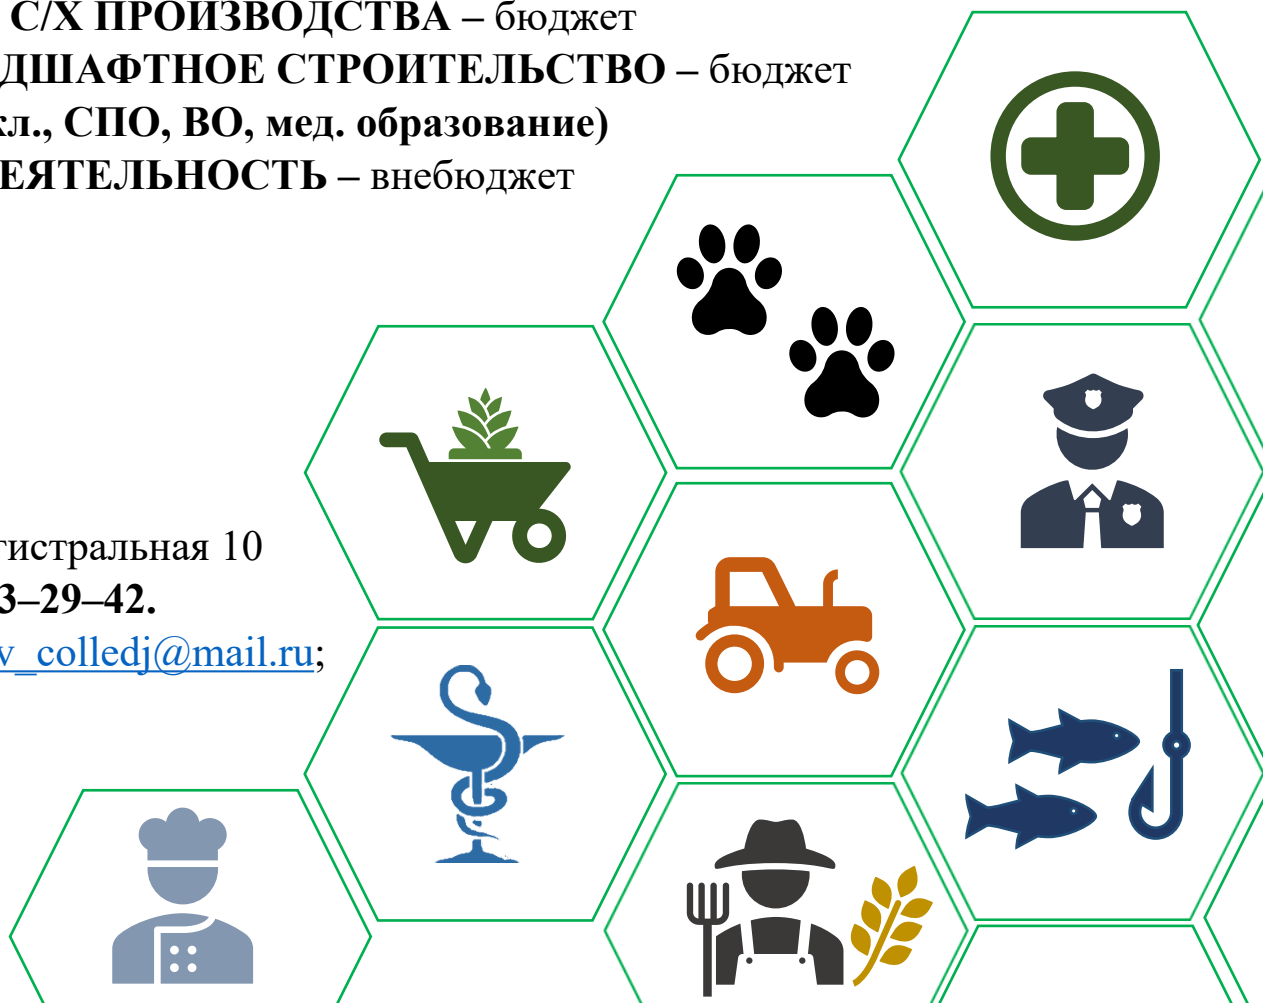 С/Х ПРОИЗВОДСТВА – бюджет
ДШАФТНОЕ СТРОИТЕЛЬСТВО – бюджет
кл., СПО, ВО, мед. образование)
ЕЯТЕЛЬНОСТЬ – внебюджет
гистральная 10
3–29–42.
v_colledj@mail.ru;